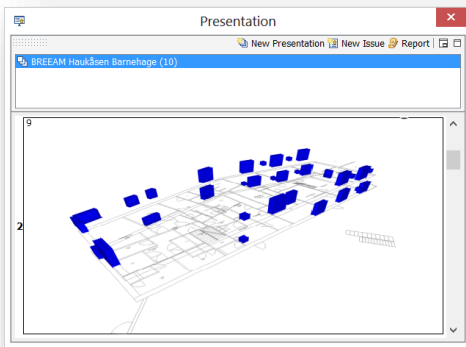 Presentation
New Presentation New Issue Report
BREEAM Haukåsen Barnehage (10)
9
2